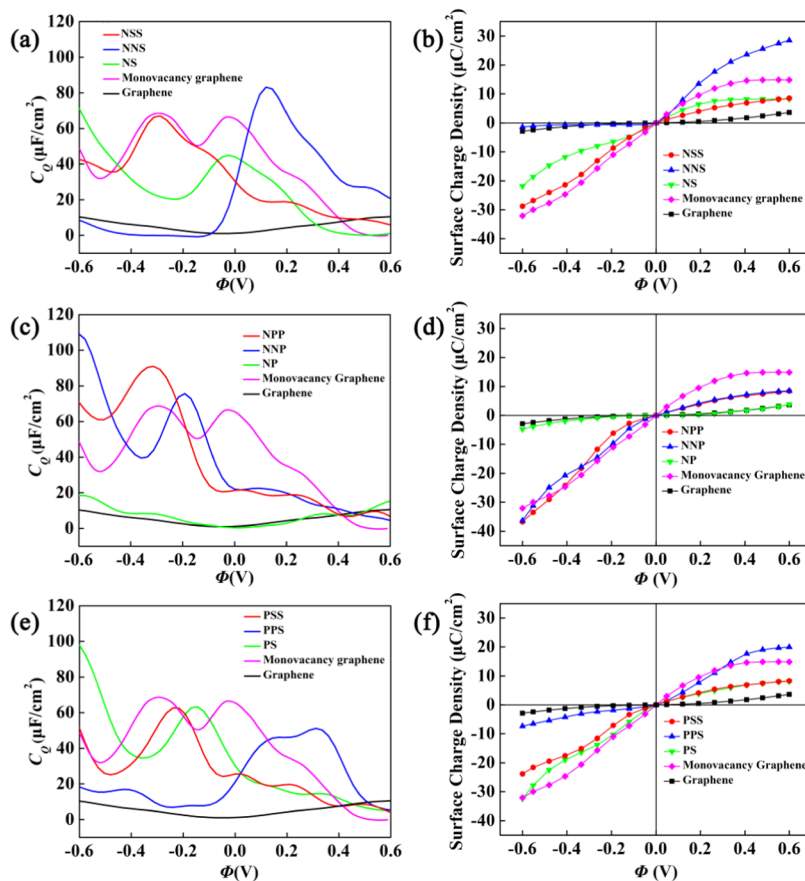 (a)
120
100
80
60
40
20
0
C_Q (μF/cm²)
NSS
NNS
NS
Monovacancy graphene
Graphene
-0.6 -0.4 -0.2 0.0 0.2 0.4 0.6
Φ(V)
(b)
30
20
10
0
-10
-20
-30
-40
Surface Charge Density (μC/cm²)
NSS
NNS
NS
Monovacancy graphene
Graphene
-0.6 -0.4 -0.2 0.0 0.2 0.4 0.6
Φ (V)
(c)
120
100
80
60
40
20
0
C_Q (μF/cm²)
NPP
NNP
NP
Monovacancy Graphene
Graphene
-0.6 -0.4 -0.2 0.0 0.2 0.4 0.6
Φ(V)
(d)
30
20
10
0
-10
-20
-30
-40
Surface Charge Density (μC/cm²)
NPP
NNP
NP
Monovacancy Graphene
Graphene
-0.6 -0.4 -0.2 0.0 0.2 0.4 0.6
Φ (V)
(e)
120
100
80
60
40
20
0
C_Q (μF/cm²)
PSS
PPS
PS
Monovacancy graphene
Graphene
-0.6 -0.4 -0.2 0.0 0.2 0.4 0.6
Φ(V)
(f)
30
20
10
0
-10
-20
-30
-40
Surface Charge Density (μC/cm²)
PSS
PPS
PS
Monovacancy Graphene
Graphene
-0.6 -0.4 -0.2 0.0 0.2 0.4 0.6
Φ (V)